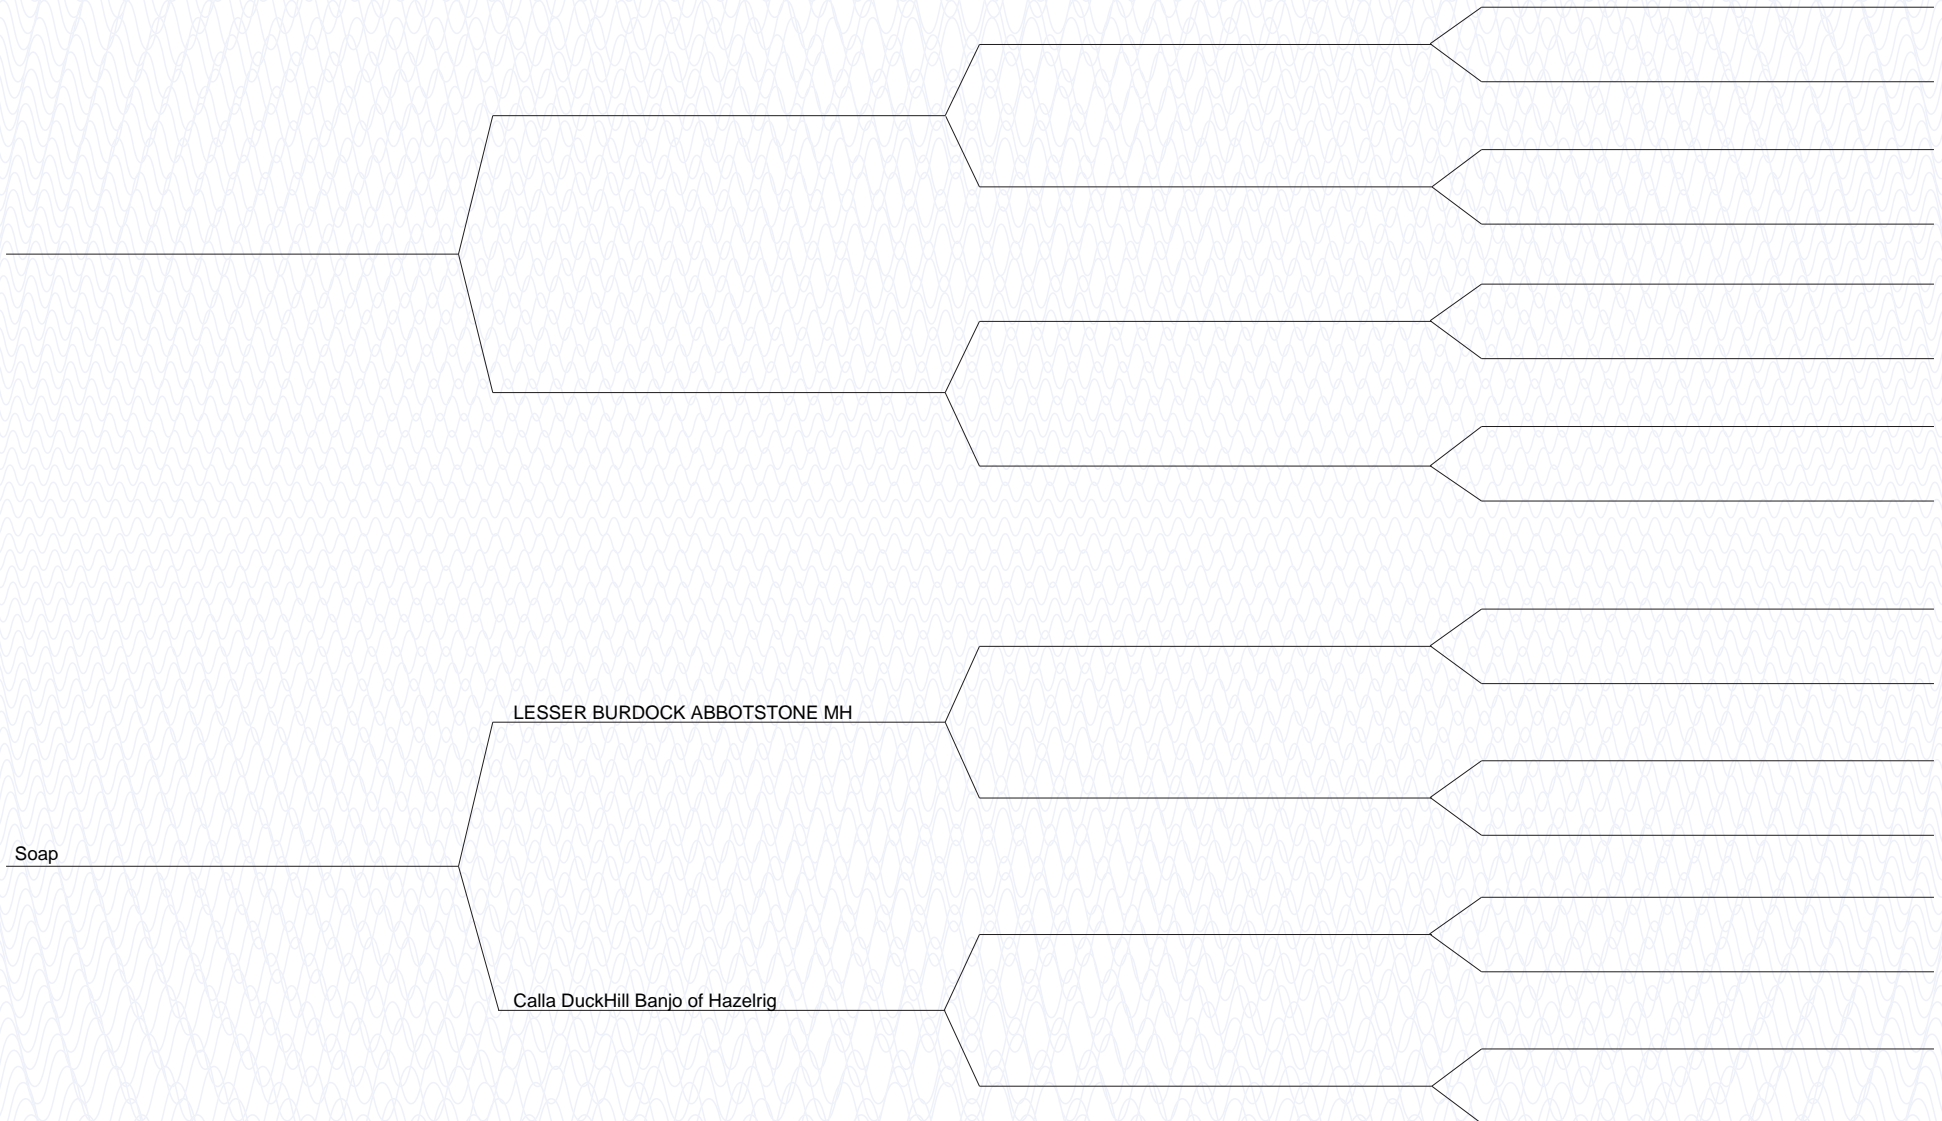 LESSER BURDOCK ABBOTSTONE MH
Soap
Calla DuckHill Banjo of Hazelrig